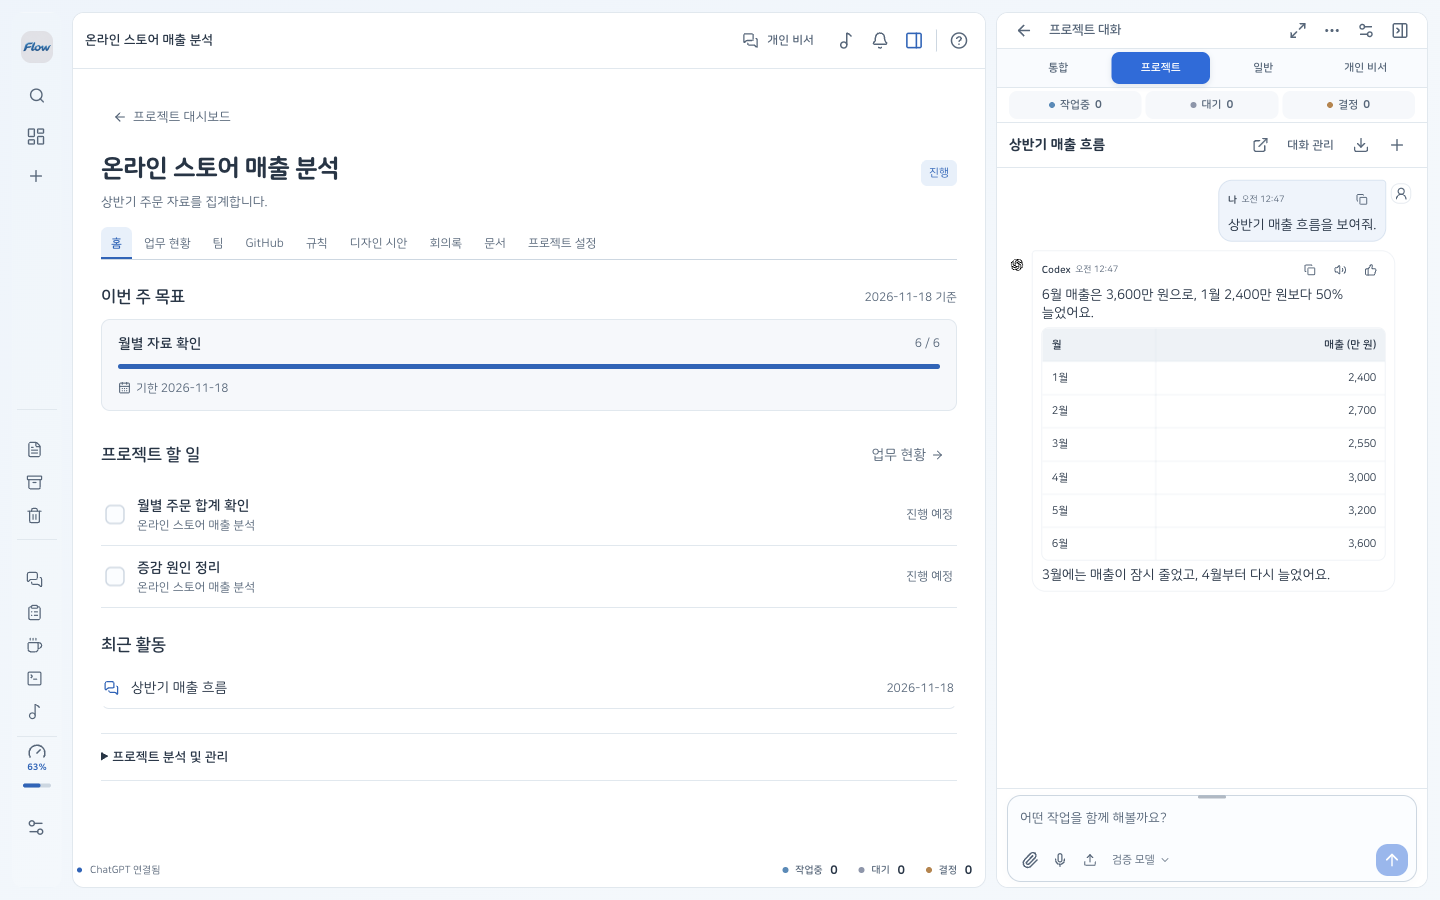 Flow
63%
온라인 스토어 매출 분석
개인 비서
프로젝트 대시보드
온라인 스토어 매출 분석
진행
상반기 주문 자료를 집계합니다.
홈 업무 현황 팀 GitHub 규칙 디자인 시안 회의록 문서 프로젝트 설정
이번 주 목표
2026-11-18 기준
월별 자료 확인
6 / 6
기한 2026-11-18
프로젝트 할 일
업무 현황
월별 주문 합계 확인
온라인 스토어 매출 분석
진행 예정
증감 원인 정리
온라인 스토어 매출 분석
진행 예정
최근 활동
상반기 매출 흐름
2026-11-18
프로젝트 분석 및 관리
ChatGPT 연결됨
작업중 0 대기 0 결정 0
프로젝트 대화
통합 프로젝트 일반 개인 비서
작업중 0 대기 0 결정 0
상반기 매출 흐름
대화 관리
나 오전 12:47
상반기 매출 흐름을 보여줘.
Codex 오전 12:47
6월 매출은 3,600만 원으로, 1월 2,400만 원보다 50%
늘었어요.
월 매출 (만 원)
1월 2,400
2월 2,700
3월 2,550
4월 3,000
5월 3,200
6월 3,600
3월에는 매출이 잠시 줄었고, 4월부터 다시 늘었어요.
어떤 작업을 함께 해볼까요?
검증 모델